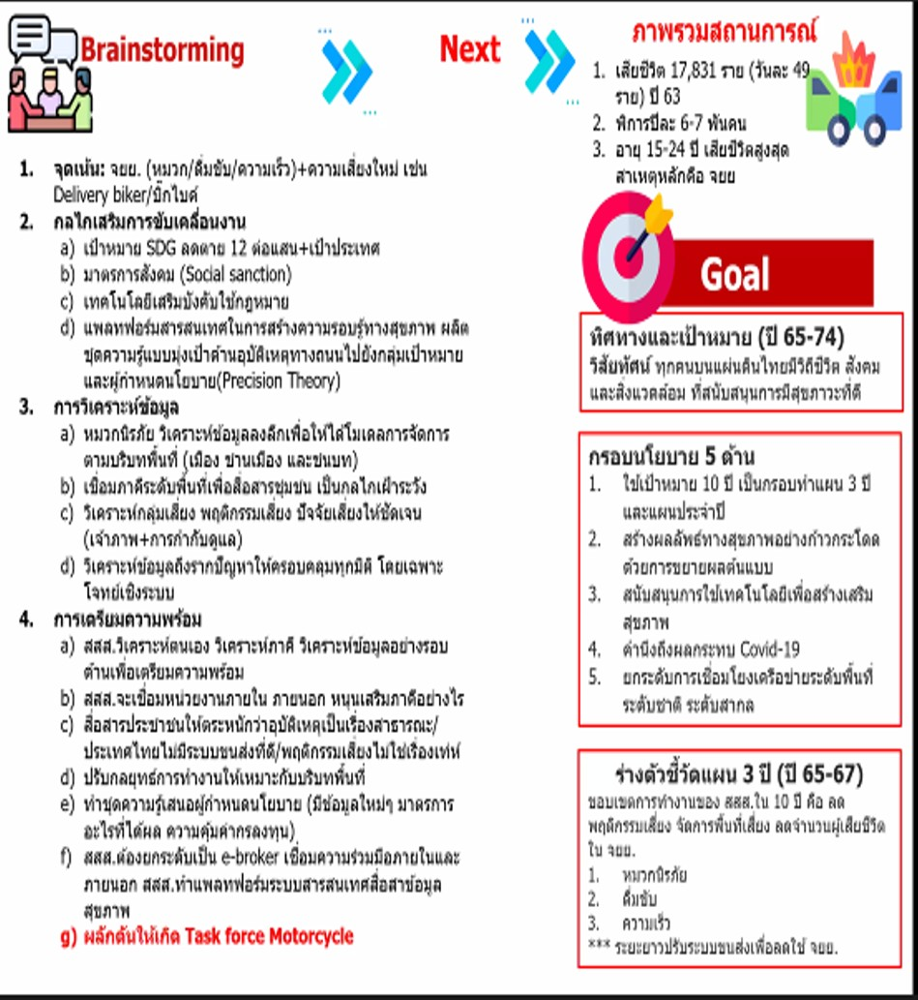 Brainstorming
Next
1. จุดเน้น: จยย. (หมวก/ดื่มขับ/ความเร็ว)+ความเสี่ยงใหม่ เช่น
Delivery biker/บิ๊กไบค์
2. กลไกเสริมการขับเคลื่อนงาน
a) เป้าหมาย SDG ลดตาย 12 ต่อแสน+เป้าประเทศ
b) มาตรการสังคม (Social sanction)
c) เทคโนโลยีเสริมบังคับใช้กฎหมาย
d) แพลทฟอร์มสารสนเทศในการสร้างความรอบรู้ทางสุขภาพ ผลิต
ชุดความรู้แบบมุ่งเป้าด้านอุบัติเหตุทางถนนไปยังกลุ่มเป้าหมาย
และผู้กำหนดนโยบาย(Precision Theory)
3. การวิเคราะห์ข้อมูล
a) หมวกนิรภัย วิเคราะห์ข้อมูลลงลึกเพื่อให้ได้โมเดลการจัดการ
ตามบริบทพื้นที่ (เมือง ชานเมือง และชนบท)
b) เชื่อมภาคีระดับพื้นที่เพื่อสื่อสารชุมชน เป็นกลไกเฝ้าระวัง
c) วิเคราะห์กลุ่มเสี่ยง พฤติกรรมเสี่ยง ปัจจัยเสี่ยงให้ชัดเจน
(เจ้าภาพ+การกำกับดูแล)
d) วิเคราะห์ข้อมูลถึงรากปัญหาให้ครอบคลุมทุกมิติ โดยเฉพาะ
โจทย์เชิงระบบ
4. การเตรียมความพร้อม
a) สสส.วิเคราะห์ตนเอง วิเคราะห์ภาคี วิเคราะห์ข้อมูลอย่างรอบ
ด้านเพื่อเตรียมความพร้อม
b) สสส.จะเชื่อมหน่วยงานภายใน ภายนอก หนุนเสริมภาคีอย่างไร
c) สื่อสารประชาชนให้ตระหนักว่าอุบัติเหตุเป็นเรื่องสาธารณะ/
ประเทศไทยไม่มีระบบขนส่งที่ดี/พฤติกรรมเสี่ยงไม่ใช่เรื่องเท่ห์
d) ปรับกลยุทธ์การทำงานให้เหมาะกับบริบทพื้นที่
e) ทำชุดความรู้เสนอผู้กำหนดนโยบาย (มีข้อมูลใหม่ๆ มาตรการ
อะไรที่ได้ผล ความคุ้มค่ากรลงทุน)
f) สสส.ต้องยกระดับเป็น e-broker เชื่อมความร่วมมือภายในและ
ภายนอก สสส.ทำแพลทฟอร์มระบบสารสนเทศสื่อสาข้อมูล
สุขภาพ
g) ผลักดันให้เกิด Task force Motorcycle
ภาพรวมสถานการณ์
1. เสียชีวิต 17,831 ราย (วันละ 49
ราย) ปี 63
2. พิการปีละ 6-7 พันคน
3. อายุ 15-24 ปี เสียชีวิตสูงสุด
สาเหตุหลักคือ จยย
Goal
ทิศทางและเป้าหมาย (ปี 65-74)
วิสัยทัศน์ ทุกคนบนแผ่นดินไทยมีวิถีชีวิต สังคม
และสิ่งแวดล้อม ที่สนับสนุนการมีสุขภาวะที่ดี
กรอบนโยบาย 5 ด้าน
1. ใช้เป้าหมาย 10 ปี เป็นกรอบทำแผน 3 ปี
และแผนประจำปี
2. สร้างผลลัพธ์ทางสุขภาพอย่างก้าวกระโดด
ด้วยการขยายผลต้นแบบ
3. สนับสนุนการใช้เทคโนโลยีเพื่อสร้างเสริม
สุขภาพ
4. คำนึงถึงผลกระทบ Covid-19
5. ยกระดับการเชื่อมโยงเครือข่ายระดับพื้นที่
ระดับชาติ ระดับสากล
ร่างตัวชี้วัดแผน 3 ปี (ปี 65-67)
ขอบเขตการทำงานของ สสส.ใน 10 ปี คือ ลด
พฤติกรรมเสี่ยง จัดการพื้นที่เสี่ยง ลดจำนวนผู้เสียชีวิต
ใน จยย.
1. หมวกนิรภัย
2. ดื่มขับ
3. ความเร็ว
*** ระยะยาวปรับระบบขนส่งเพื่อลดใช้ จยย.